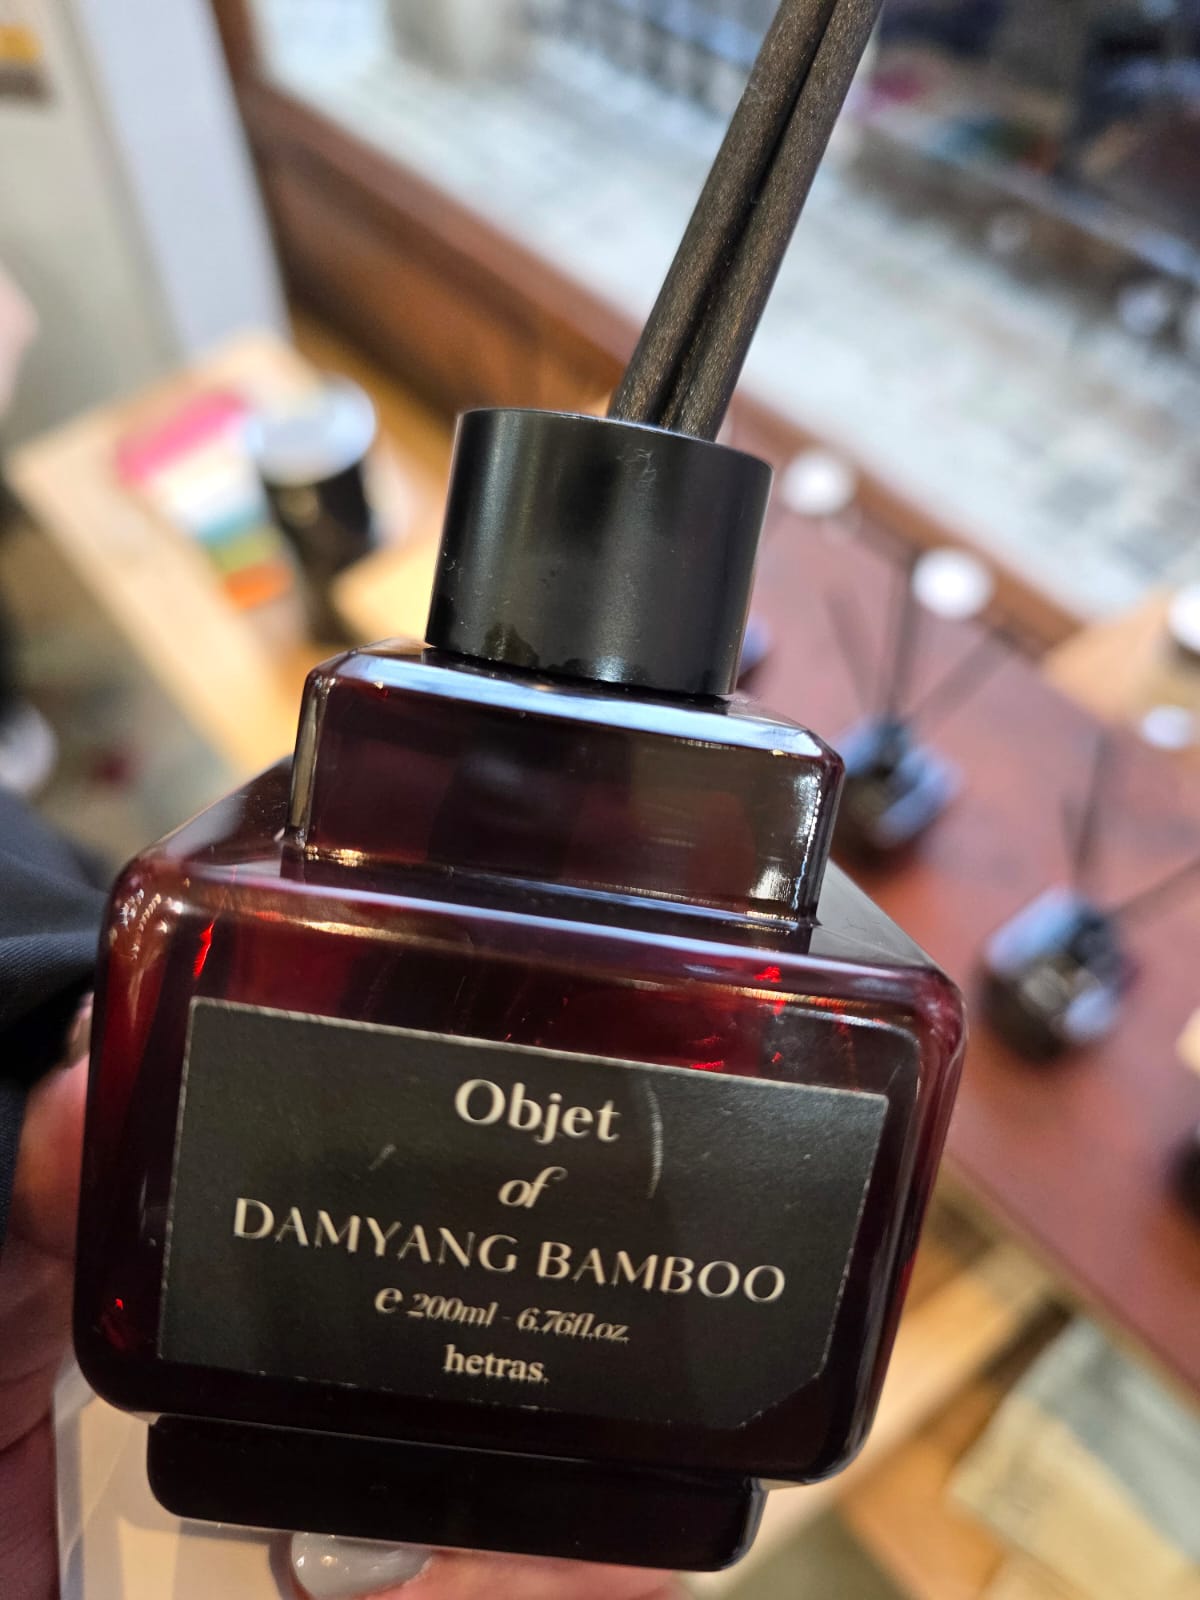 Objet
of
DAMYANG BAMBOO
e 200ml - 6.76fl.oz.
hetras.